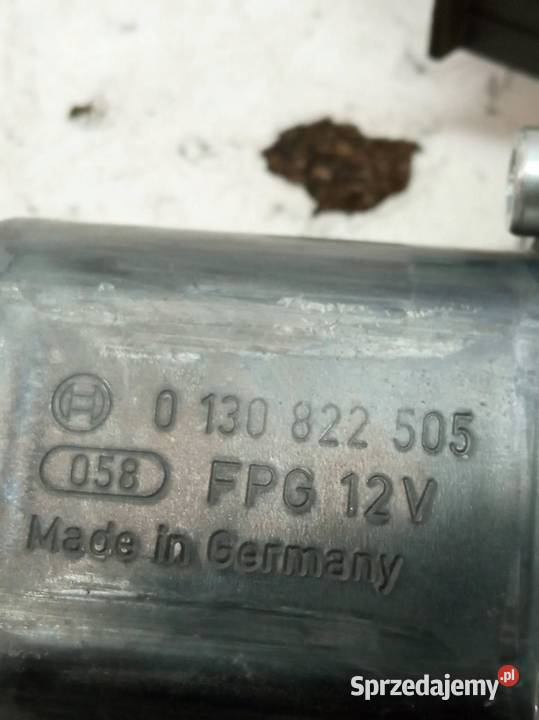 0 130 822 505
058 FPG 12V
Made in Germany
Sprzedajemy.pl